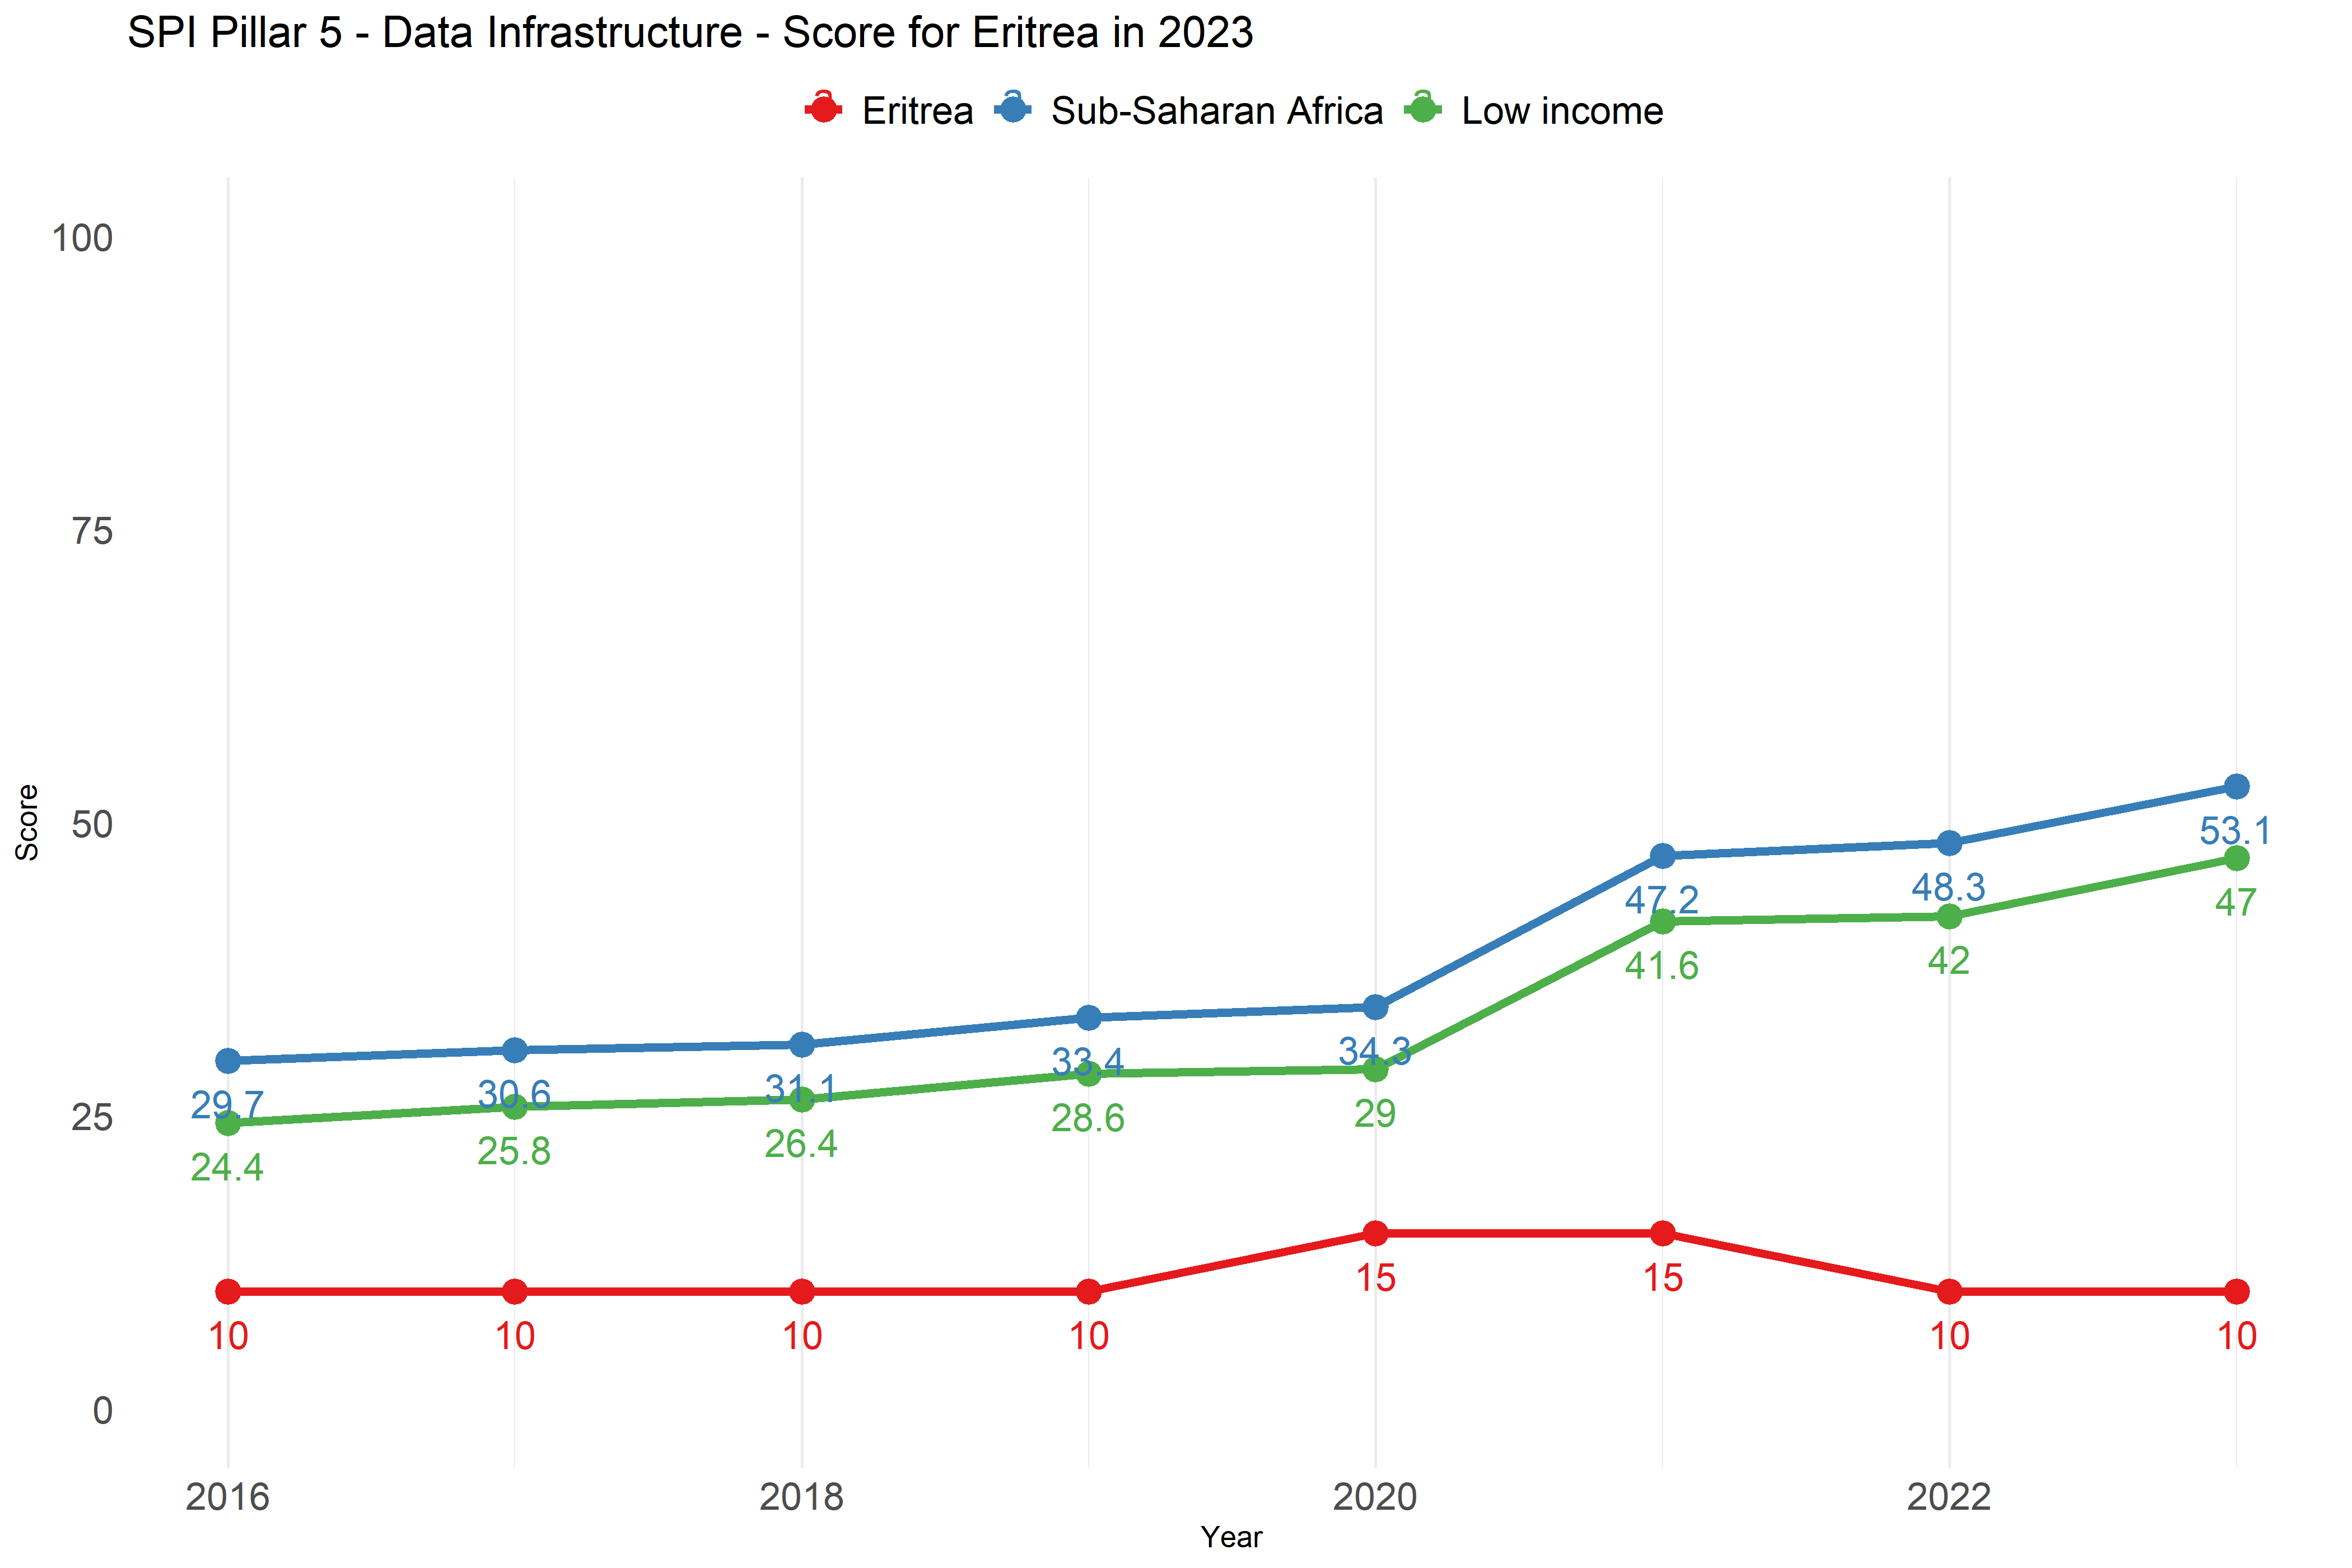 SPI Pillar 5 - Data Infrastructure - Score for Eritrea in 2023
Eritrea Sub-Saharan Africa Low income
100
75
50
25
0
Score
53.1
47.2 48.3 47
41.6 42
29.7 30.6 31.1 33.4 34.3
24.4 25.8 26.4 28.6 29
15 15
10 10 10 10 10 10
2016 2018 2020 2022
Year